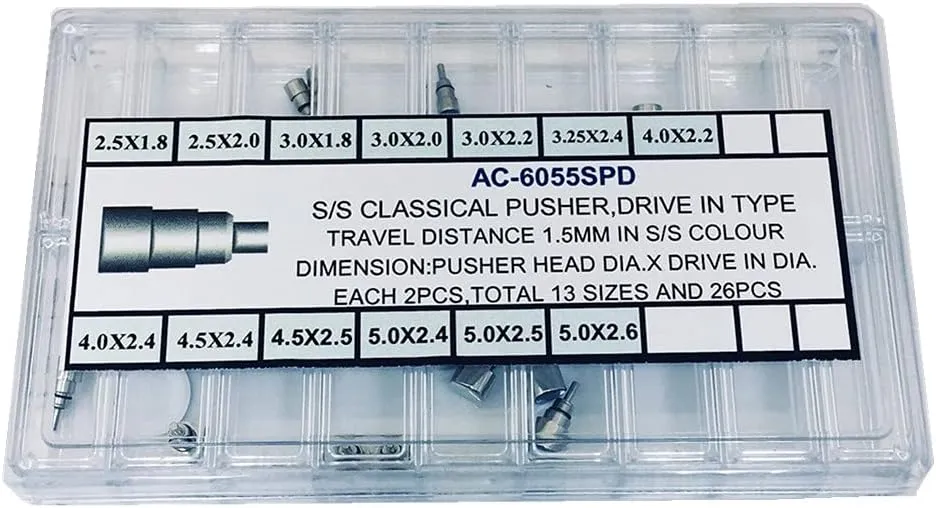 2.5X1.8 2.5X2.0 3.0X1.8 3.0X2.0 3.0X2.2 3.25X2.4 4.0X2.2
AC-6055SPD
S/S CLASSICAL PUSHER,DRIVE IN TYPE
TRAVEL DISTANCE 1.5MM IN S/S COLOUR
DIMENSION:PUSHER HEAD DIA.X DRIVE IN DIA.
EACH 2PCS,TOTAL 13 SIZES AND 26PCS
4.0X2.4 4.5X2.4 4.5X2.5 5.0X2.4 5.0X2.5 5.0X2.6